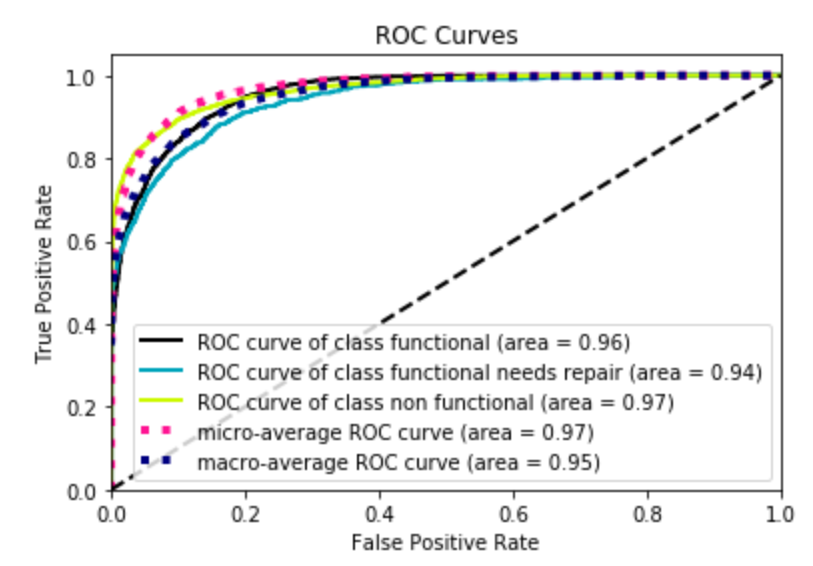 ROC Curves
True Positive Rate
1.0
0.8
0.6
0.4
0.2
0.0
ROC curve of class functional (area = 0.96)
ROC curve of class functional needs repair (area = 0.94)
ROC curve of class non functional (area = 0.97)
micro-average ROC curve (area = 0.97)
macro-average ROC curve (area = 0.95)
0.0 0.2 0.4 0.6 0.8 1.0
False Positive Rate